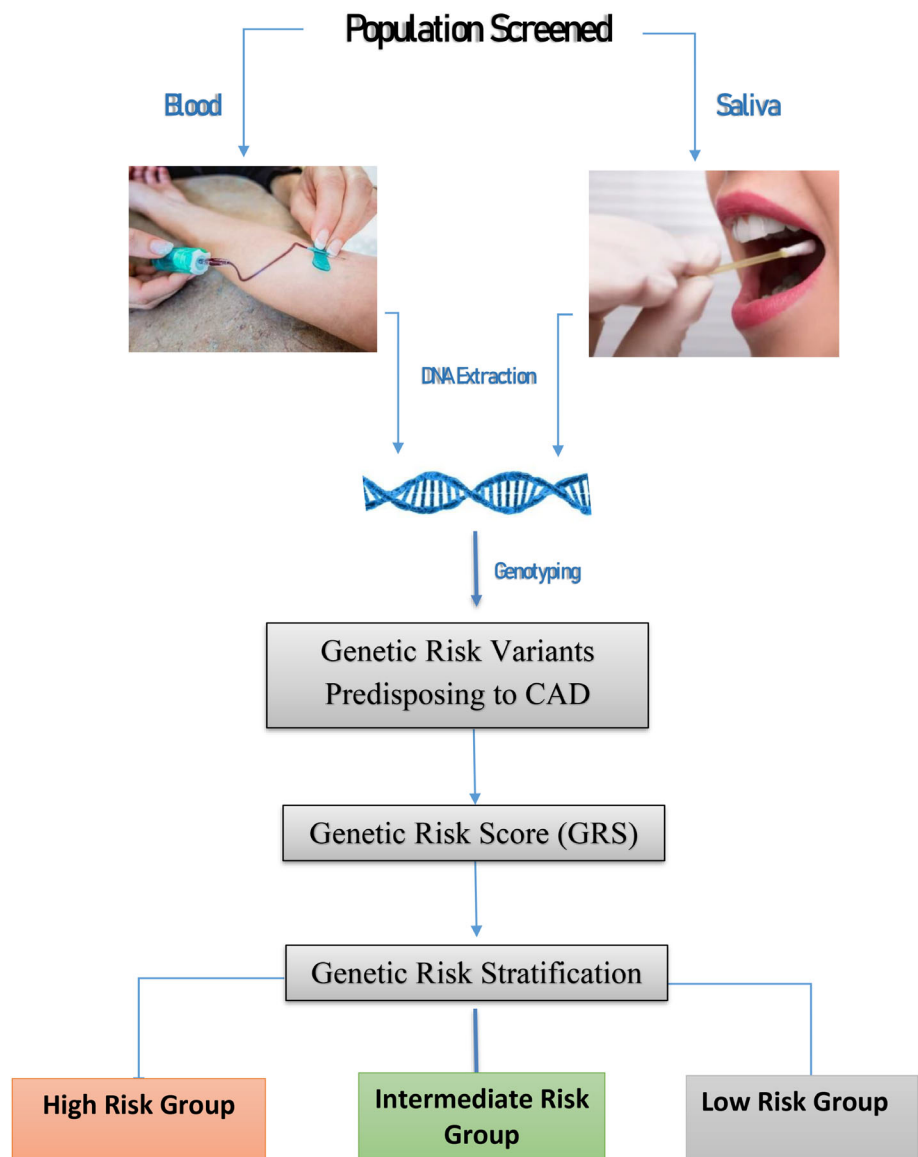 Population Screened
Blood
Saliva
DNA Extraction
Genotyping
Genetic Risk Variants
Predisposing to CAD
Genetic Risk Score (GRS)
Genetic Risk Stratification
High Risk Group
Intermediate Risk
Group
Low Risk Group